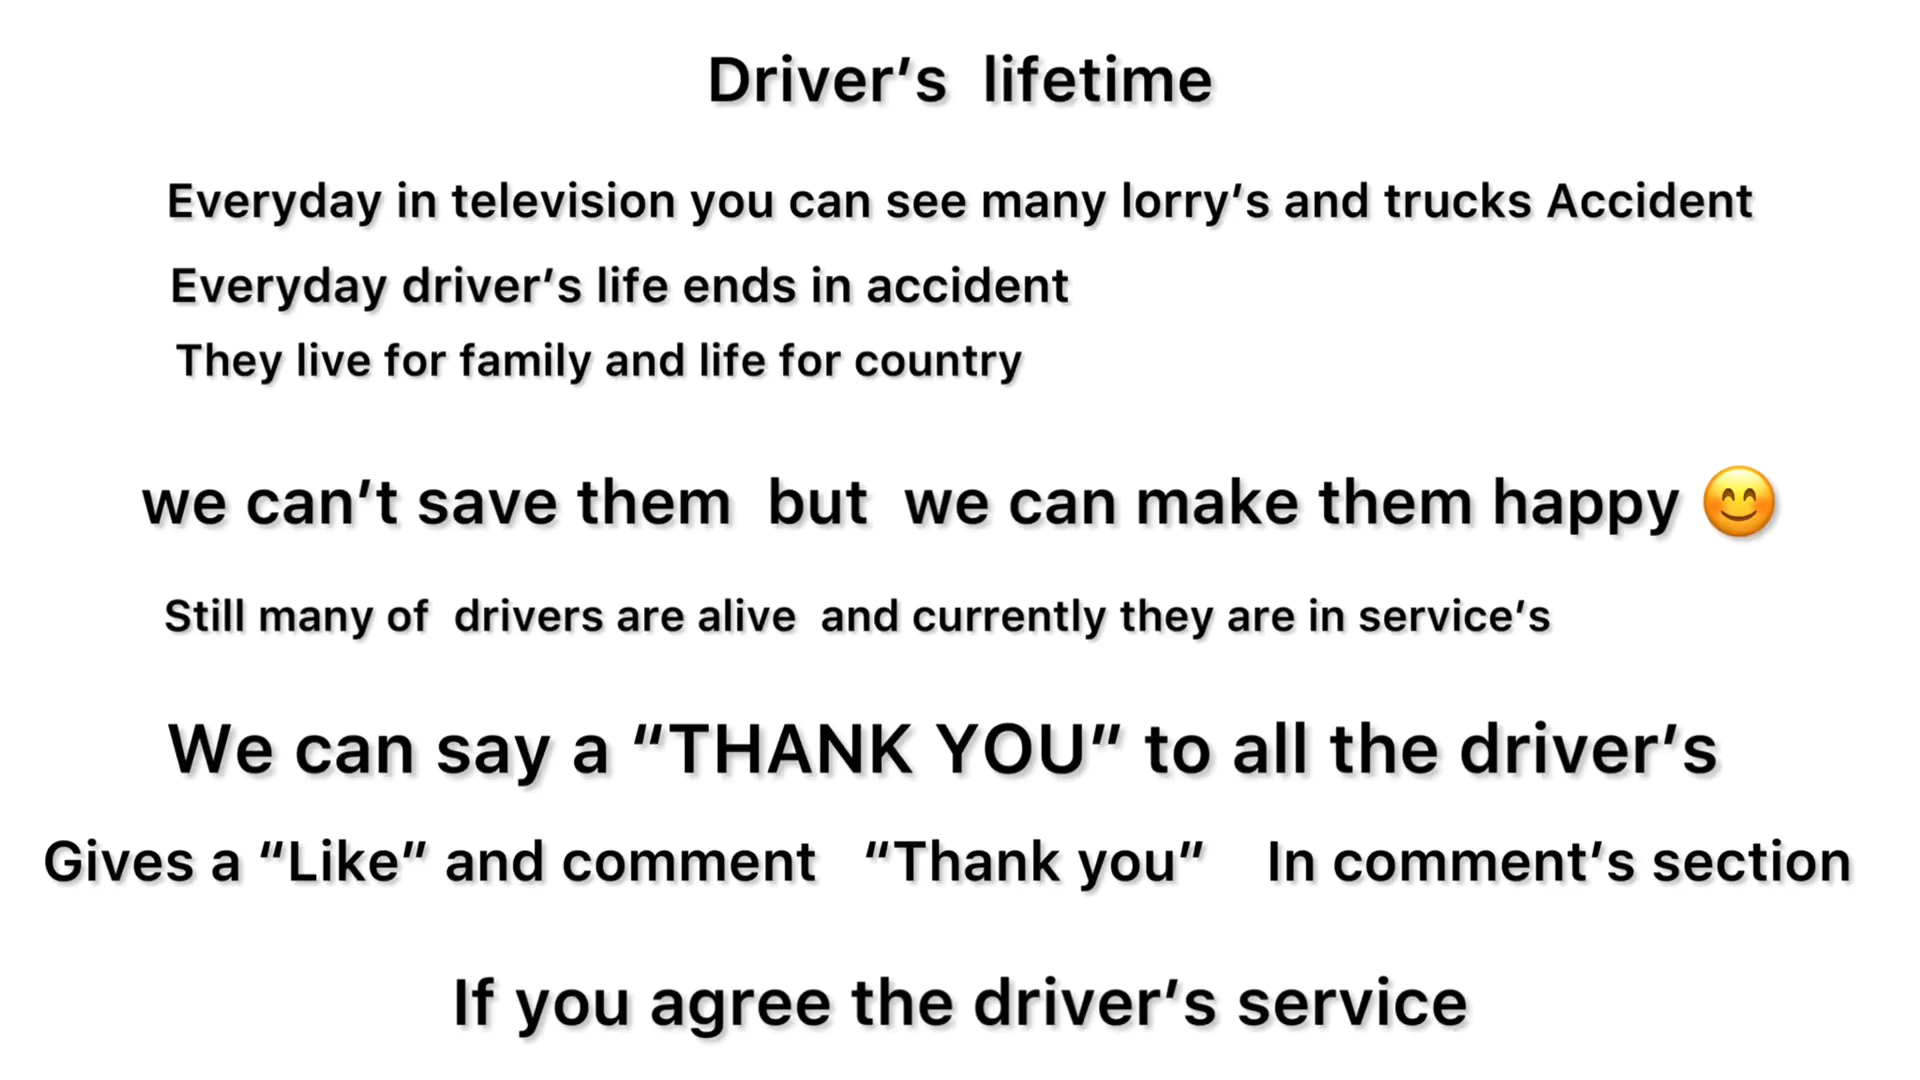 Driver’s lifetime
Everyday in television you can see many lorry’s and trucks Accident
Everyday driver’s life ends in accident
They live for family and life for country
we can’t save them but we can make them happy 😊
Still many of drivers are alive and currently they are in service’s
We can say a “THANK YOU” to all the driver’s
Gives a “Like” and comment “Thank you” In comment’s section
If you agree the driver’s service